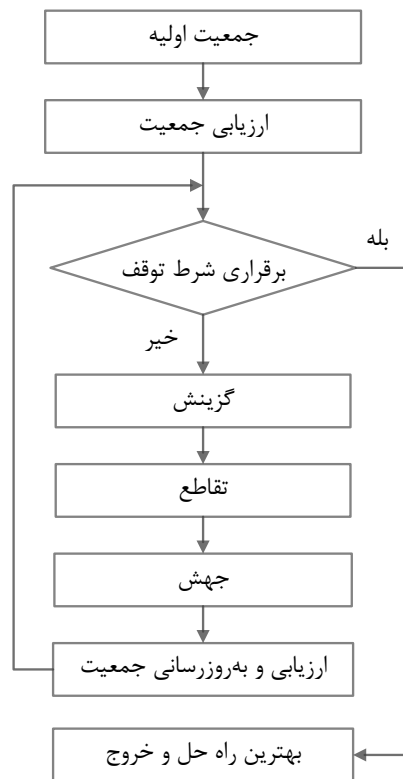 جمعیت اولیه
ارزیابی جمعیت
برقراری شرط توقف
بله
خیر
گزینش
تقاطع
جهش
ارزیابی و به‌روزرسانی جمعیت
بهترین راه حل و خروج